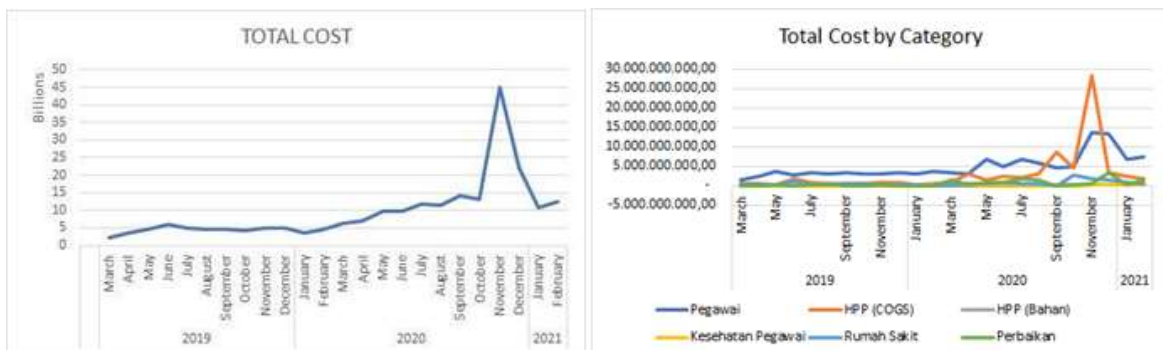 TOTAL COST
Billions
50
45
40
35
30
25
20
15
10
5
0
March
April
May
June
July
August
September
October
November
December
January
February
March
April
May
June
July
August
September
October
November
December
January
February
2019
2020
2021
Total Cost by Category
30.000.000.000,00
25.000.000.000,00
20.000.000.000,00
15.000.000.000,00
10.000.000.000,00
5.000.000.000,00
-
-5.000.000.000,00
March
May
July
September
November
January
March
May
July
September
November
January
2019
2020
2021
Pegawai
HPP (COGS)
HPP (Bahan)
Kesehatan Pegawai
Rumah Sakit
Perbaikan